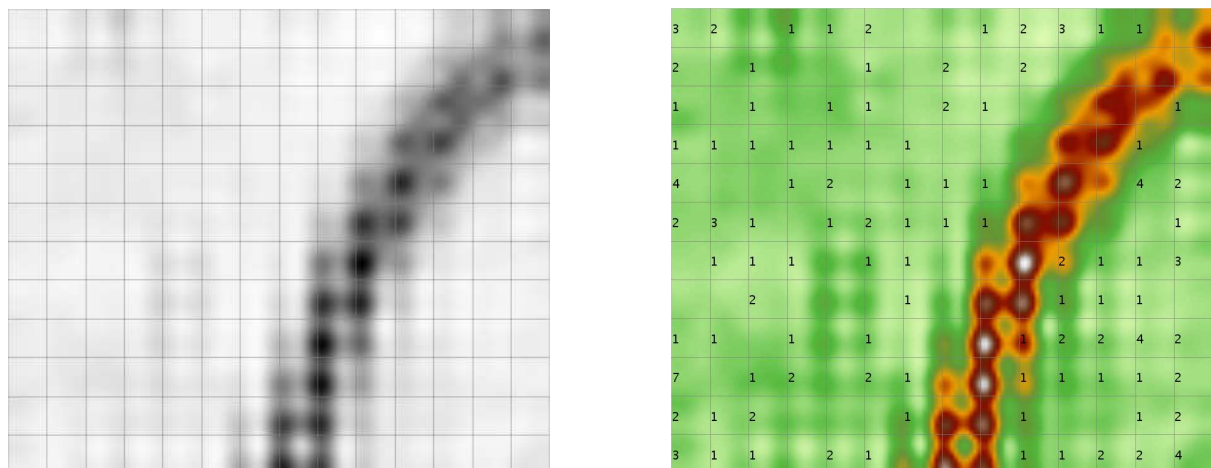 3 2 1 1 2 1 2 3 1 1
2 1 1 2 2
1 1 1 1 2 1 1
1 1 1 1 1 1 1 1
4 1 2 1 1 1 4 2
2 3 1 1 2 1 1 1 1
1 1 1 1 1 2 1 1 3
2 1 1 1 1
1 1 1 1 1 2 2 4 2
7 1 2 2 1 1 1 1 1 2
2 1 2 1 1 1 2
3 1 1 2 1 1 1 2 2 4